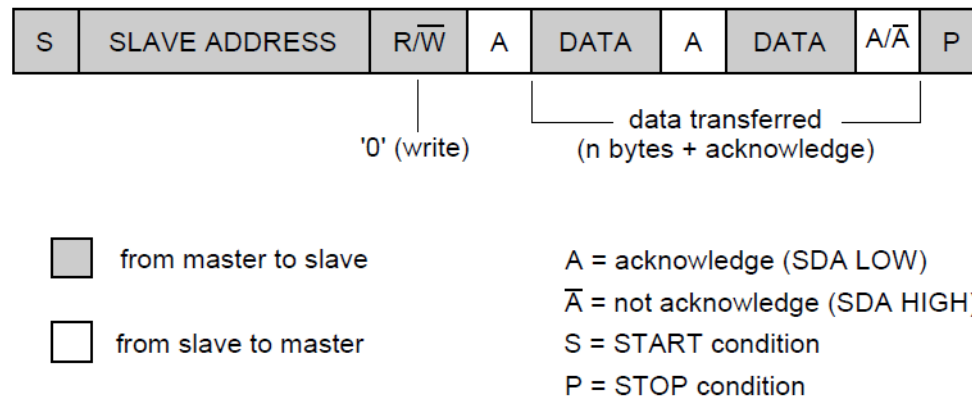 S SLAVE ADDRESS R/W̅ A DATA A DATA A/A̅ P
'0' (write)
data transferred
(n bytes + acknowledge)
from master to slave
from slave to master
A = acknowledge (SDA LOW)
A̅ = not acknowledge (SDA HIGH)
S = START condition
P = STOP condition